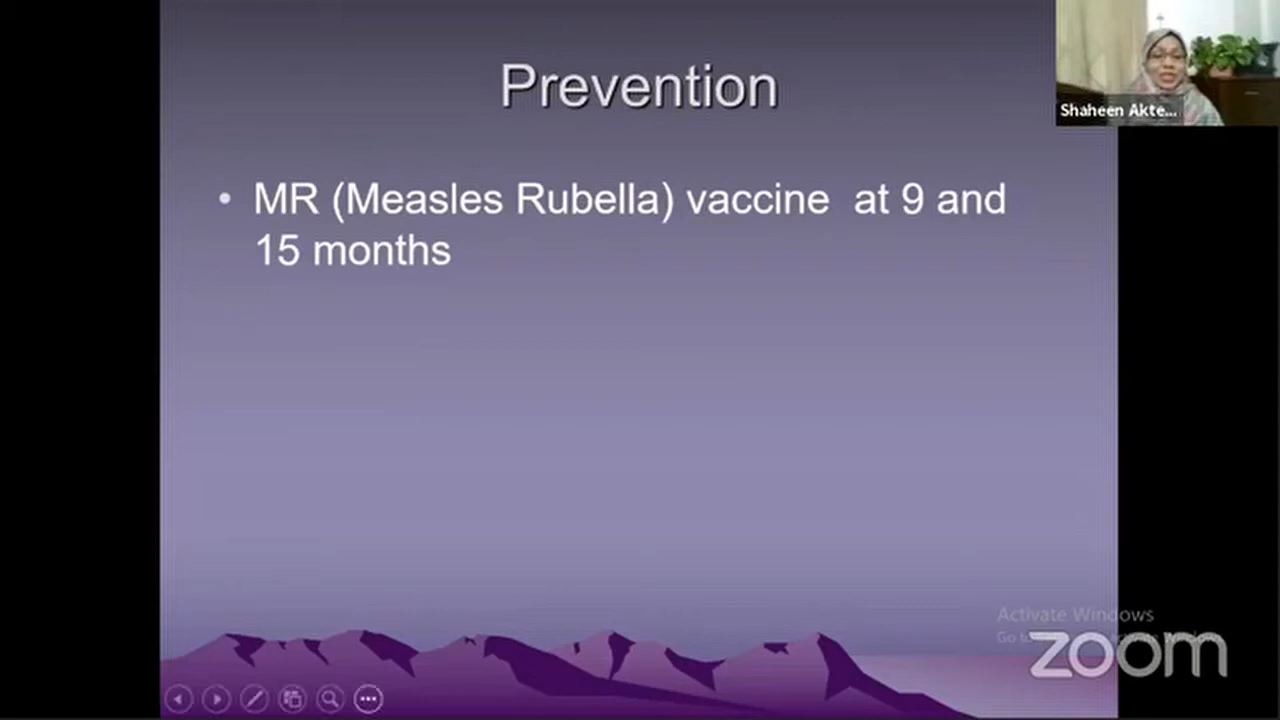 Prevention
Shaheen Akte...
• MR (Measles Rubella) vaccine at 9 and
15 months
Activate Windows
zoom